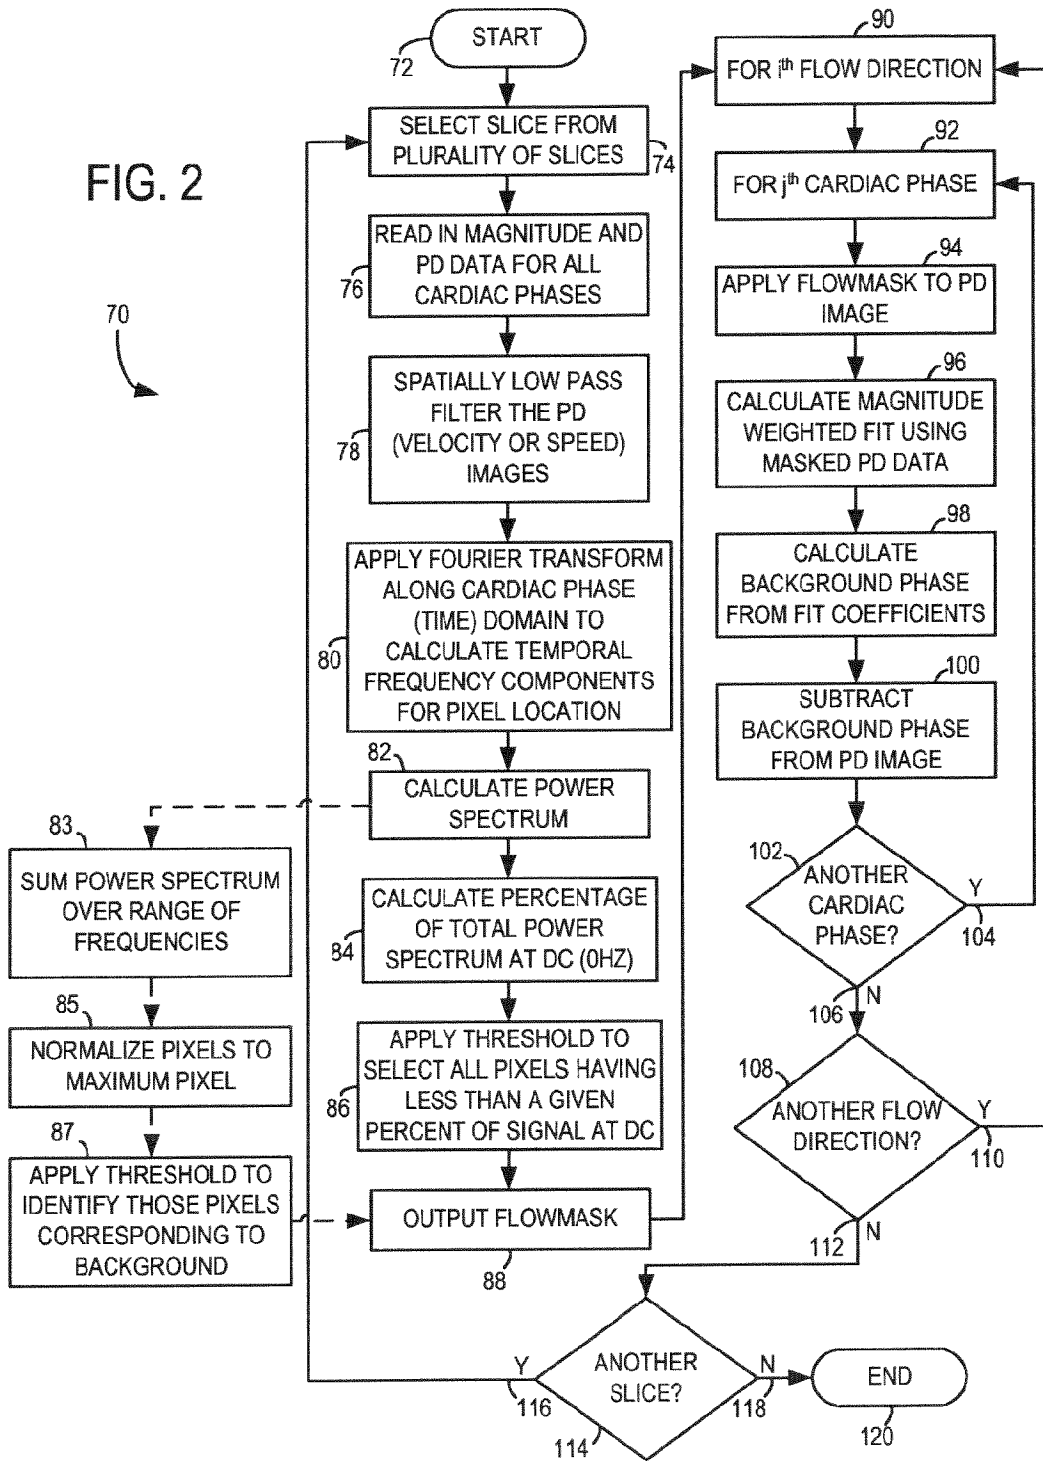 FIG. 2
70
START
72
SELECT SLICE FROM
PLURALITY OF SLICES
74
READ IN MAGNITUDE AND
PD DATA FOR ALL
CARDIAC PHASES
76
SPATIALLY LOW PASS
FILTER THE PD
(VELOCITY OR SPEED)
IMAGES
78
APPLY FOURIER TRANSFORM
ALONG CARDIAC PHASE
(TIME) DOMAIN TO
CALCULATE TEMPORAL
FREQUENCY COMPONENTS
FOR PIXEL LOCATION
80
82
CALCULATE POWER
SPECTRUM
83
SUM POWER SPECTRUM
OVER RANGE OF
FREQUENCIES
85
NORMALIZE PIXELS TO
MAXIMUM PIXEL
87
APPLY THRESHOLD TO
IDENTIFY THOSE PIXELS
CORRESPONDING TO
BACKGROUND
CALCULATE PERCENTAGE
OF TOTAL POWER
SPECTRUM AT DC (0HZ)
84
APPLY THRESHOLD TO
SELECT ALL PIXELS HAVING
LESS THAN A GIVEN
PERCENT OF SIGNAL AT DC
86
OUTPUT FLOWMASK
88
90
FOR ith FLOW DIRECTION
92
FOR jth CARDIAC PHASE
94
APPLY FLOWMASK TO PD
IMAGE
96
CALCULATE MAGNITUDE
WEIGHTED FIT USING
MASKED PD DATA
98
CALCULATE
BACKGROUND PHASE
FROM FIT COEFFICIENTS
100
SUBTRACT
BACKGROUND PHASE
FROM PD IMAGE
102
ANOTHER
CARDIAC
PHASE?
Y
104
106
N
108
ANOTHER FLOW
DIRECTION?
Y
110
112
N
ANOTHER
SLICE?
114
Y
116
N
118
END
120